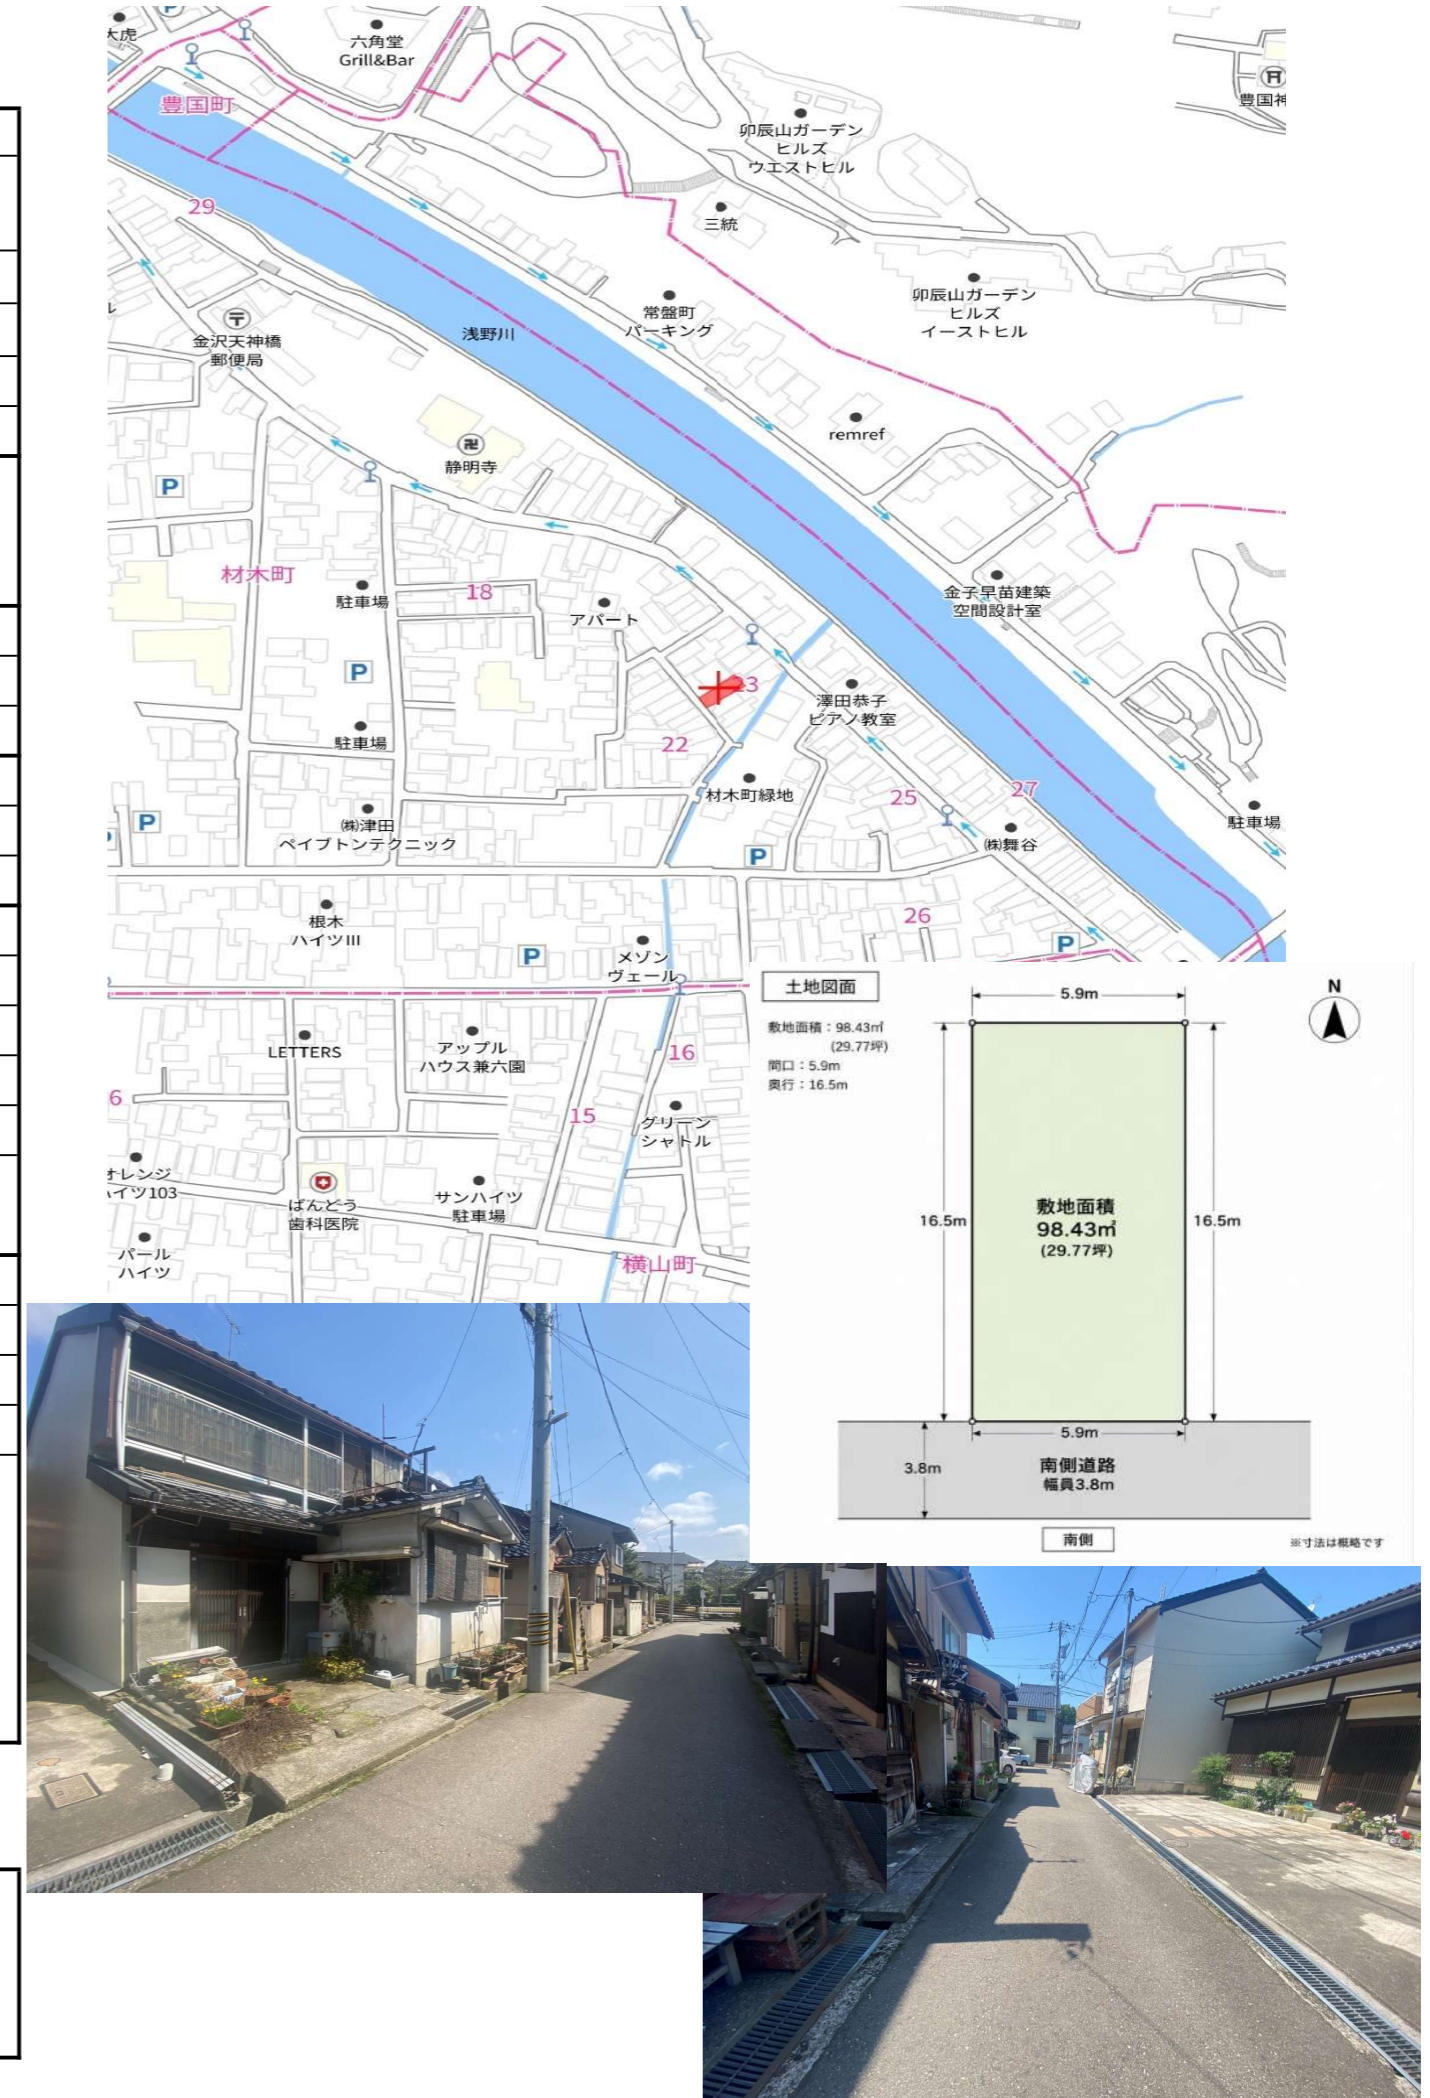 大虎
六角堂
Grill&Bar
豊国町
豊国神
卯辰山ガーデン
ヒルズ
ウエストヒル
29
三統
卯辰山ガーデン
ヒルズ
イーストヒル
常盤町
パーキング
ル
金沢天神橋
郵便局
浅野川
remref
静明寺
P
材木町
駐車場
18
アパート
金子早苗建築
空間設計室
P
23
澤田恭子
ピアノ教室
駐車場
22
材木町緑地
25
27
駐車場
P
㈱津田
ペイブトンテクニック
㈱舞谷
P
根木
ハイツIII
26
P
メゾン
ヴェール
P
LETTERS
アップル
ハウス兼六園
16
6
15
グリーン
シャトル
オレンジ
ハイツ103
ばんどう
歯科医院
サンハイツ
駐車場
パール
ハイツ
横山町
土地図面
敷地面積：98.43㎡
(29.77坪)
間口：5.9m
奥行：16.5m
N
5.9m
16.5m
敷地面積
98.43㎡
(29.77坪)
16.5m
5.9m
3.8m
南側道路
幅員3.8m
南側
※寸法は概略です